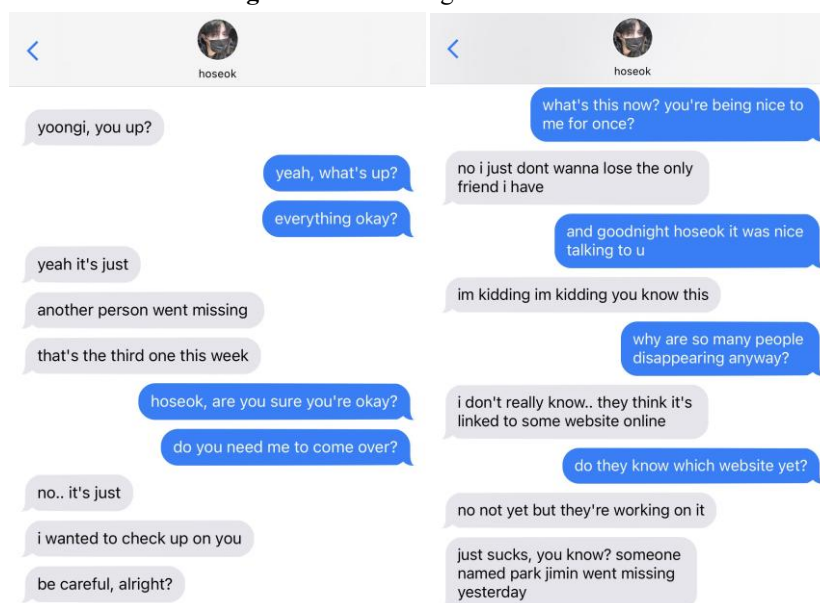 hoseok
yoongi, you up?
yeah, what's up?
everything okay?
yeah it's just
another person went missing
that's the third one this week
hoseok, are you sure you're okay?
do you need me to come over?
no.. it's just
i wanted to check up on you
be careful, alright?
hoseok
what's this now? you're being nice to
me for once?
no i just dont wanna lose the only
friend i have
and goodnight hoseok it was nice
talking to u
im kidding im kidding you know this
why are so many people
disappearing anyway?
i don't really know.. they think it's
linked to some website online
do they know which website yet?
no not yet but they're working on it
just sucks, you know? someone
named park jimin went missing
yesterday